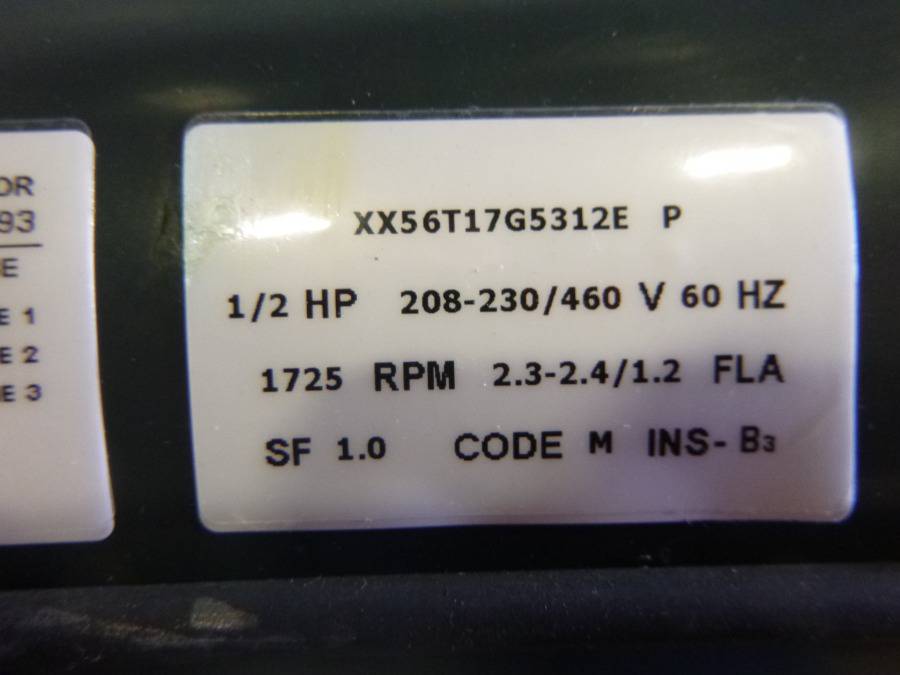 OR
93
E
E 1
E 2
E 3
XX56T17G5312E P
1/2 HP 208-230/460 V 60 HZ
1725 RPM 2.3-2.4/1.2 FLA
SF 1.0 CODE M INS- B3